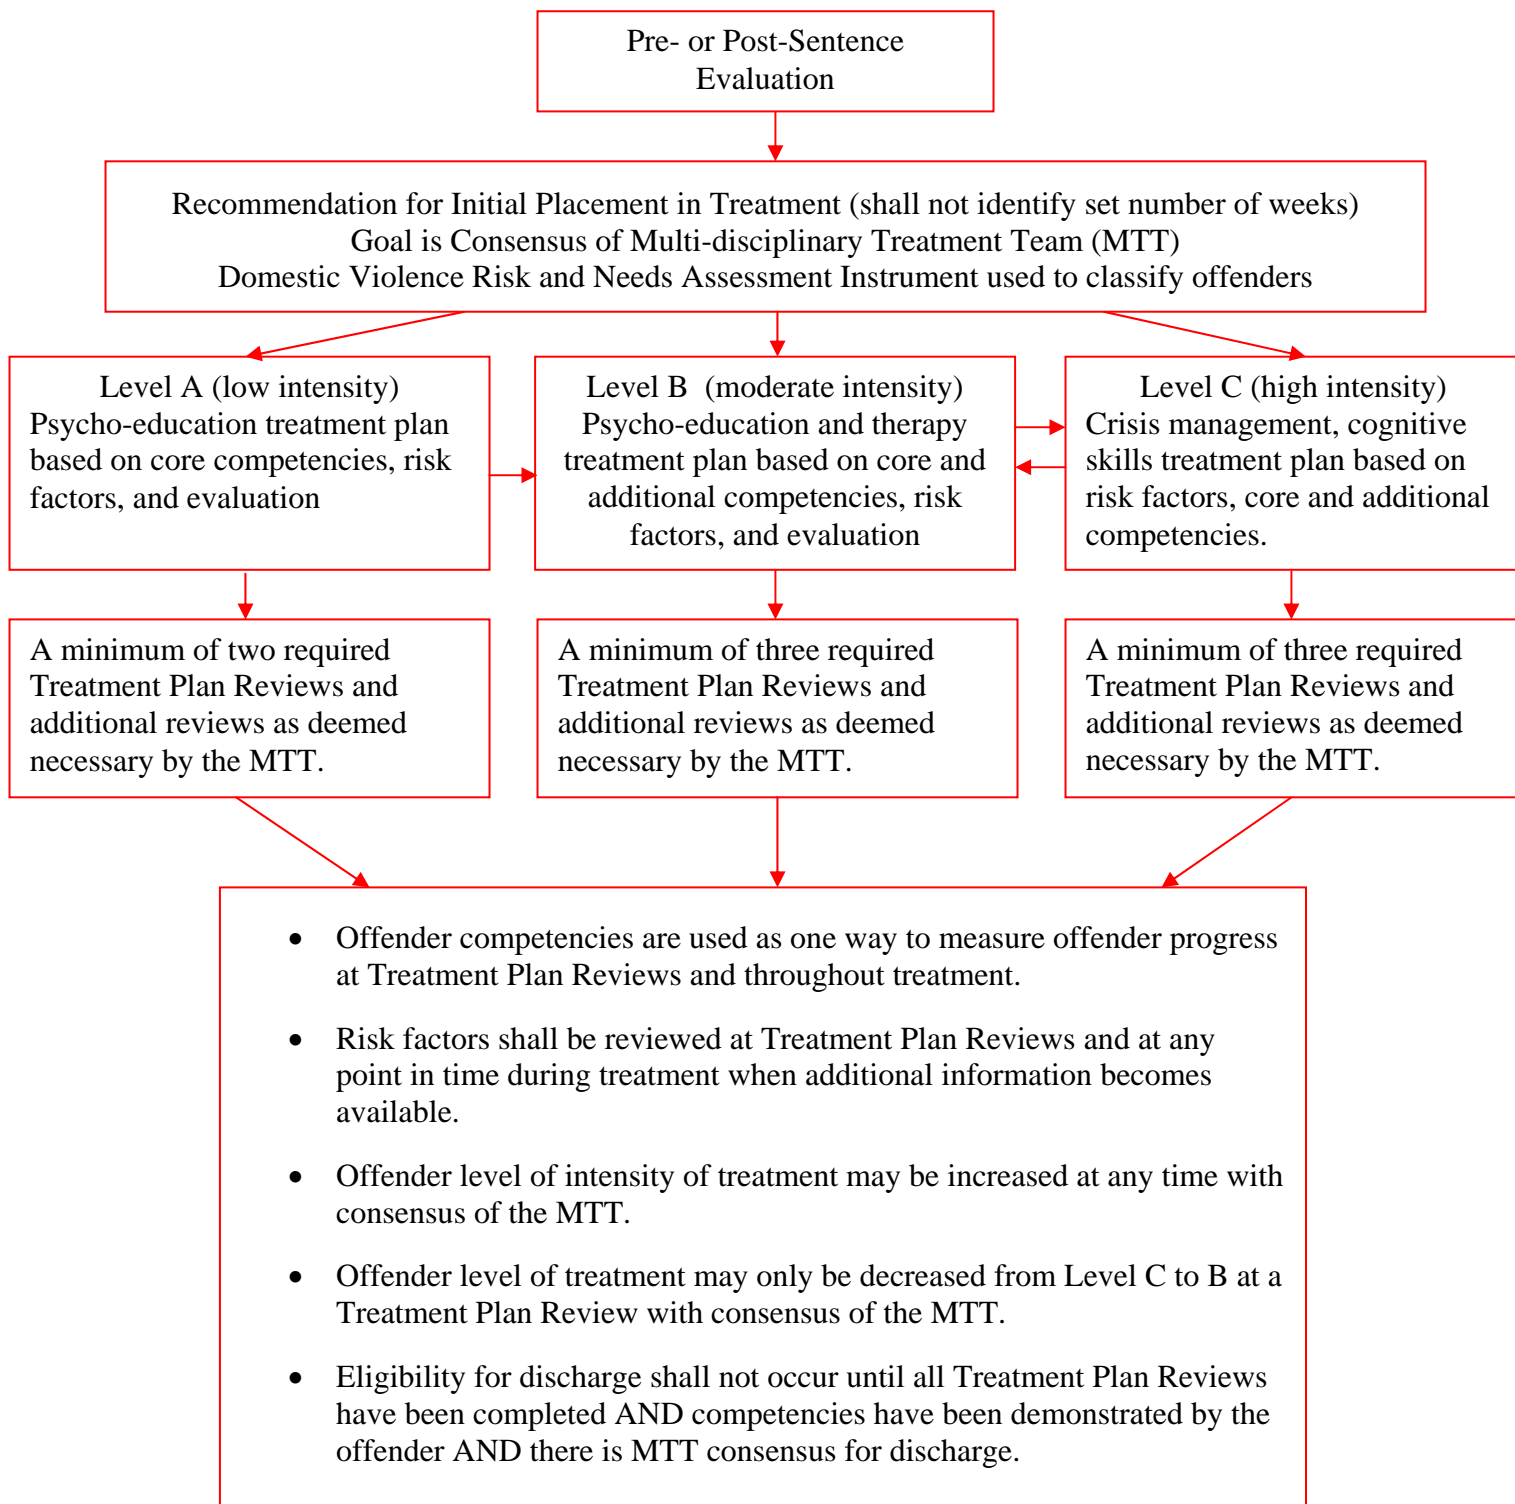 Pre- or Post-Sentence
Evaluation
Recommendation for Initial Placement in Treatment (shall not identify set number of weeks)
Goal is Consensus of Multi-disciplinary Treatment Team (MTT)
Domestic Violence Risk and Needs Assessment Instrument used to classify offenders
Level A (low intensity)
Psycho-education treatment plan
based on core competencies, risk
factors, and evaluation
Level B  (moderate intensity)
Psycho-education and therapy
treatment plan based on core and
additional competencies, risk
factors, and evaluation
Level C (high intensity)
Crisis management, cognitive
skills treatment plan based on
risk factors, core and additional
competencies.
A minimum of two required
Treatment Plan Reviews and
additional reviews as deemed
necessary by the MTT.
A minimum of three required
Treatment Plan Reviews and
additional reviews as deemed
necessary by the MTT.
A minimum of three required
Treatment Plan Reviews and
additional reviews as deemed
necessary by the MTT.
• Offender competencies are used as one way to measure offender progress
at Treatment Plan Reviews and throughout treatment.
• Risk factors shall be reviewed at Treatment Plan Reviews and at any
point in time during treatment when additional information becomes
available.
• Offender level of intensity of treatment may be increased at any time with
consensus of the MTT.
• Offender level of treatment may only be decreased from Level C to B at a
Treatment Plan Review with consensus of the MTT.
• Eligibility for discharge shall not occur until all Treatment Plan Reviews
have been completed AND competencies have been demonstrated by the
offender AND there is MTT consensus for discharge.